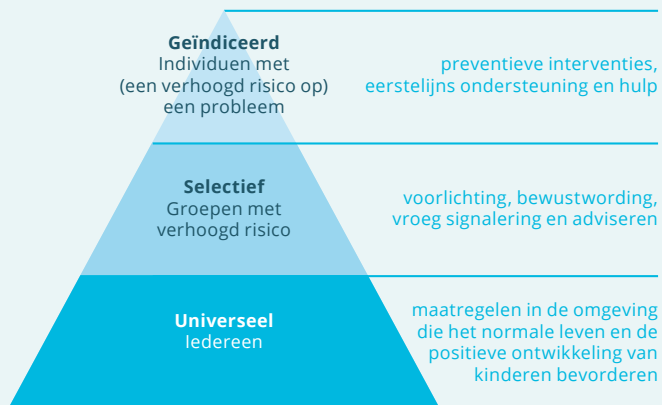 Geïndiceerd
Individuen met
(een verhoogd risico op)
een probleem
preventieve interventies,
eerstelijns ondersteuning en hulp
Selectief
Groepen met
verhoogd risico
voorlichting, bewustwording,
vroeg signalering en adviseren
Universeel
Iedereen
maatregelen in de omgeving
die het normale leven en de
positieve ontwikkeling van
kinderen bevorderen